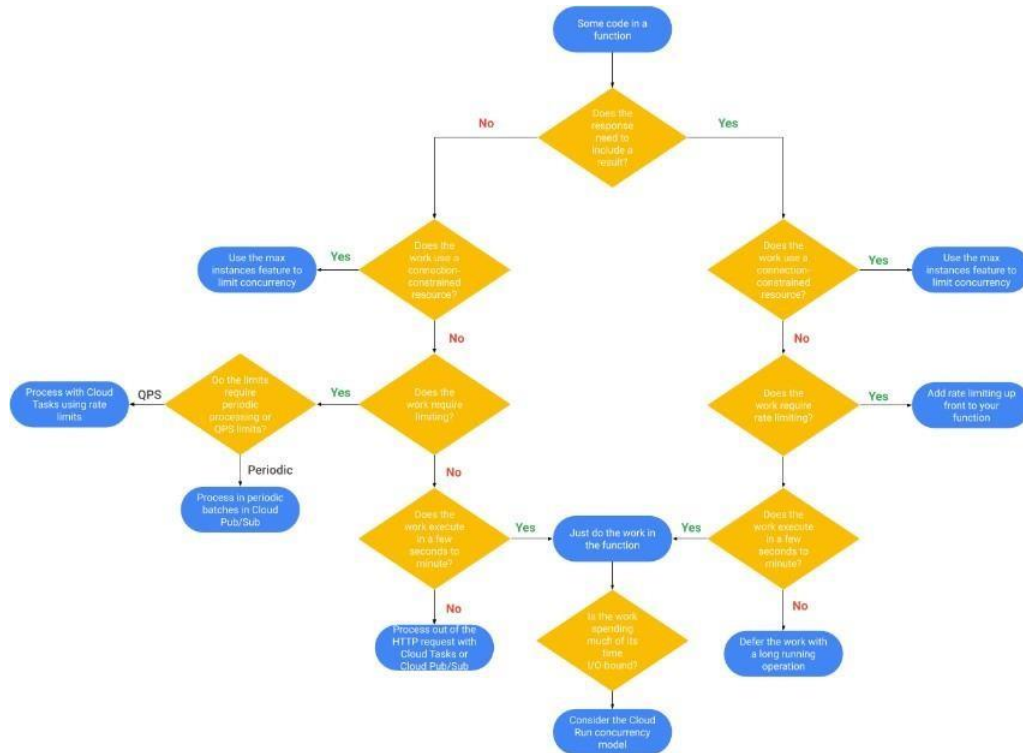 Some code in a
function
Does the
response
need to
include a
result?
No
Yes
Does the
work use a
connection-
constrained
resource?
Yes
Use the max
instances feature to
limit concurrency
No
Does the
work use a
connection-
constrained
resource?
Yes
Use the max
instances feature to
limit concurrency
No
Does the
work require
limiting?
Yes
Do the limits
require
periodic
processing or
QPS limits?
QPS
Process with Cloud
Tasks using rate
limits
Periodic
Process in periodic
batches in Cloud
Pub/Sub
No
Does the
work require
rate limiting?
Yes
Add rate limiting up
front to your
function
Does the
work execute
in a few
seconds to
minute?
Yes
Just do the work in
the function
Yes
Does the
work execute
in a few
seconds to
minute?
No
Process out of the
HTTP request with
Cloud Tasks or
Cloud Pub/Sub
Is the work
spending
much of its
time
I/O bound?
No
Defer the work with
a long running
operation
Consider the Cloud
Run concurrency
model